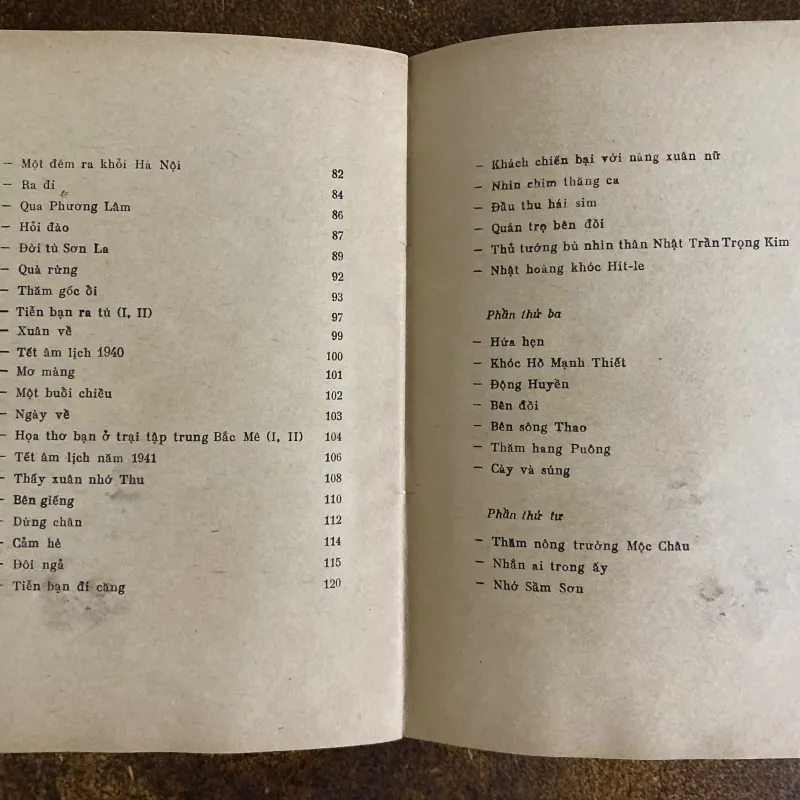 – Một đêm ra khỏi Hà Nội 82
– Ra đi 84
– Qua Phương Lâm 86
– Hỏi đào 87
– Đời tù Sơn La 89
– Quà rừng 92
– Thăm gốc ổi 93
– Tiễn bạn ra tù (I, II) 97
– Xuân về 99
– Tết âm lịch 1940 100
– Mơ màng 101
– Một buổi chiều 102
– Ngày về 103
– Họa thơ bạn ở trại tập trung Bắc Mê (I, II) 104
– Tết âm lịch năm 1941 106
– Thấy xuân nhớ Thu 108
– Bên giếng 110
– Dừng chân 112
– Cảm hè 114
– Đôi ngả 115
– Tiễn bạn đi căng 120
– Khách chiến bại với nàng xuân nữ
– Nhìn chim thăng ca
– Đầu thu hái sim
– Quán trọ bên đồi
– Thủ tướng bù nhìn thân Nhật Trần Trọng Kim
– Nhật hoàng khóc Hít-le
Phần thứ ba
– Hứa hẹn
– Khóc Hồ Mạnh Thiết
– Động Huyền
– Bên đồi
– Bên sông Thao
– Thăm hang Puông
– Cày và súng
Phần thứ tư
– Thăm nông trường Mộc Châu
– Nhắn ai trong ấy
– Nhớ Sầm Sơn